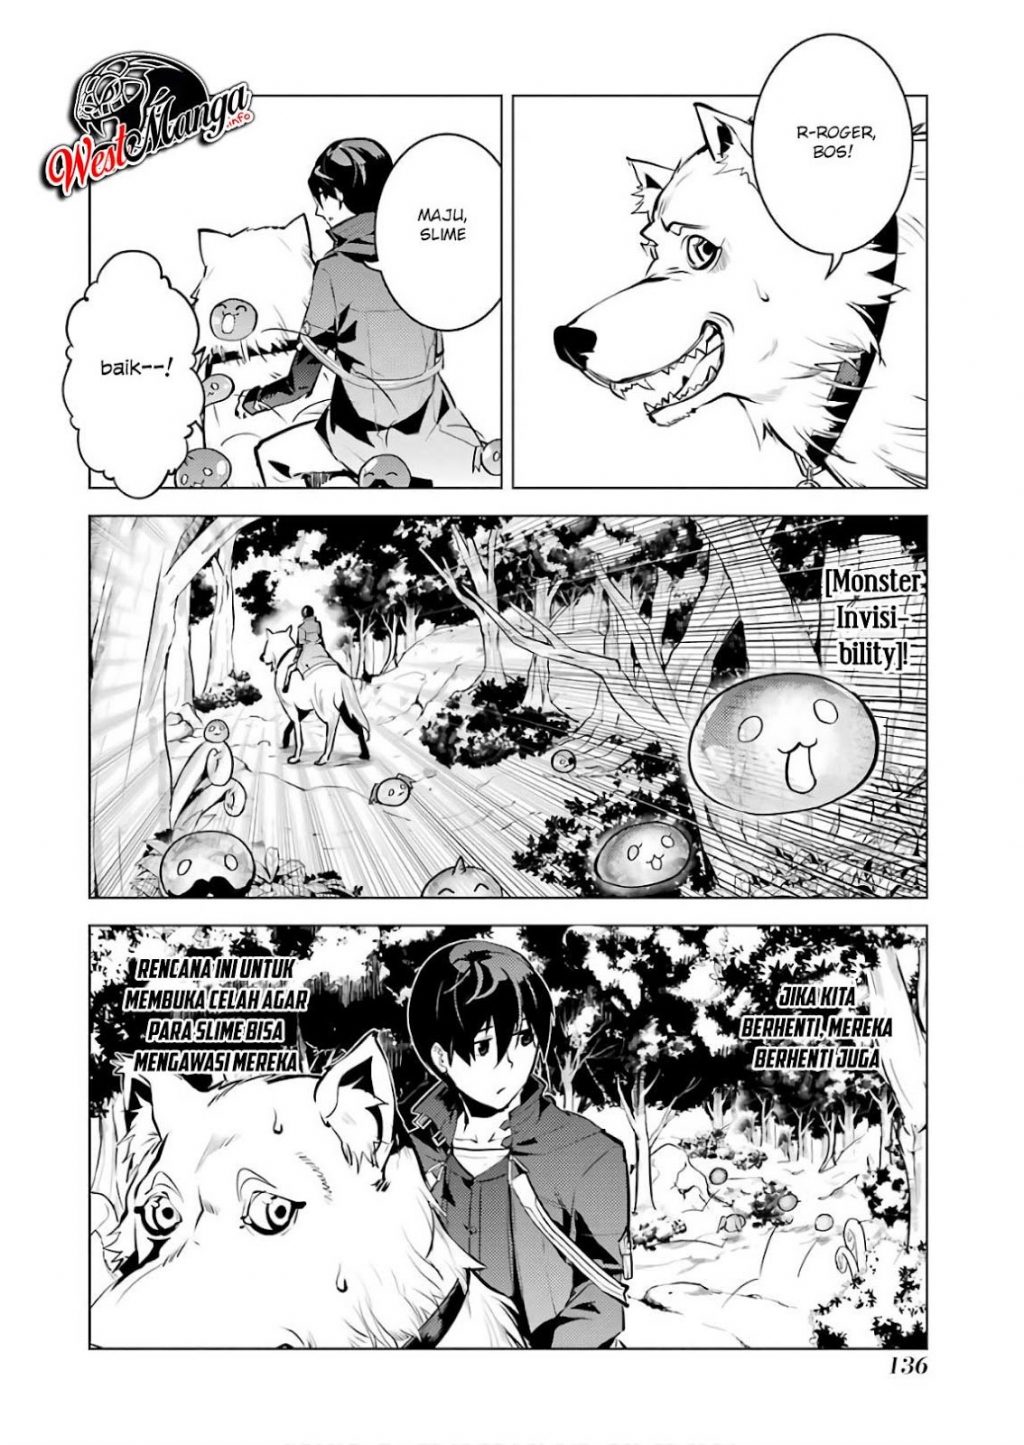 R-ROGER,
BOS!
MAJU,
SLIME
baik--!
WestManga
.info
[Monster
Invisi-
bility]!
JIKA KITA
BERHENTI, MEREKA
BERHENTI JUGA
RENCANA INI UNTUK
MEMBUKA CELAH AGAR
PARA SLIME BISA
MENGAWASI MEREKA
136